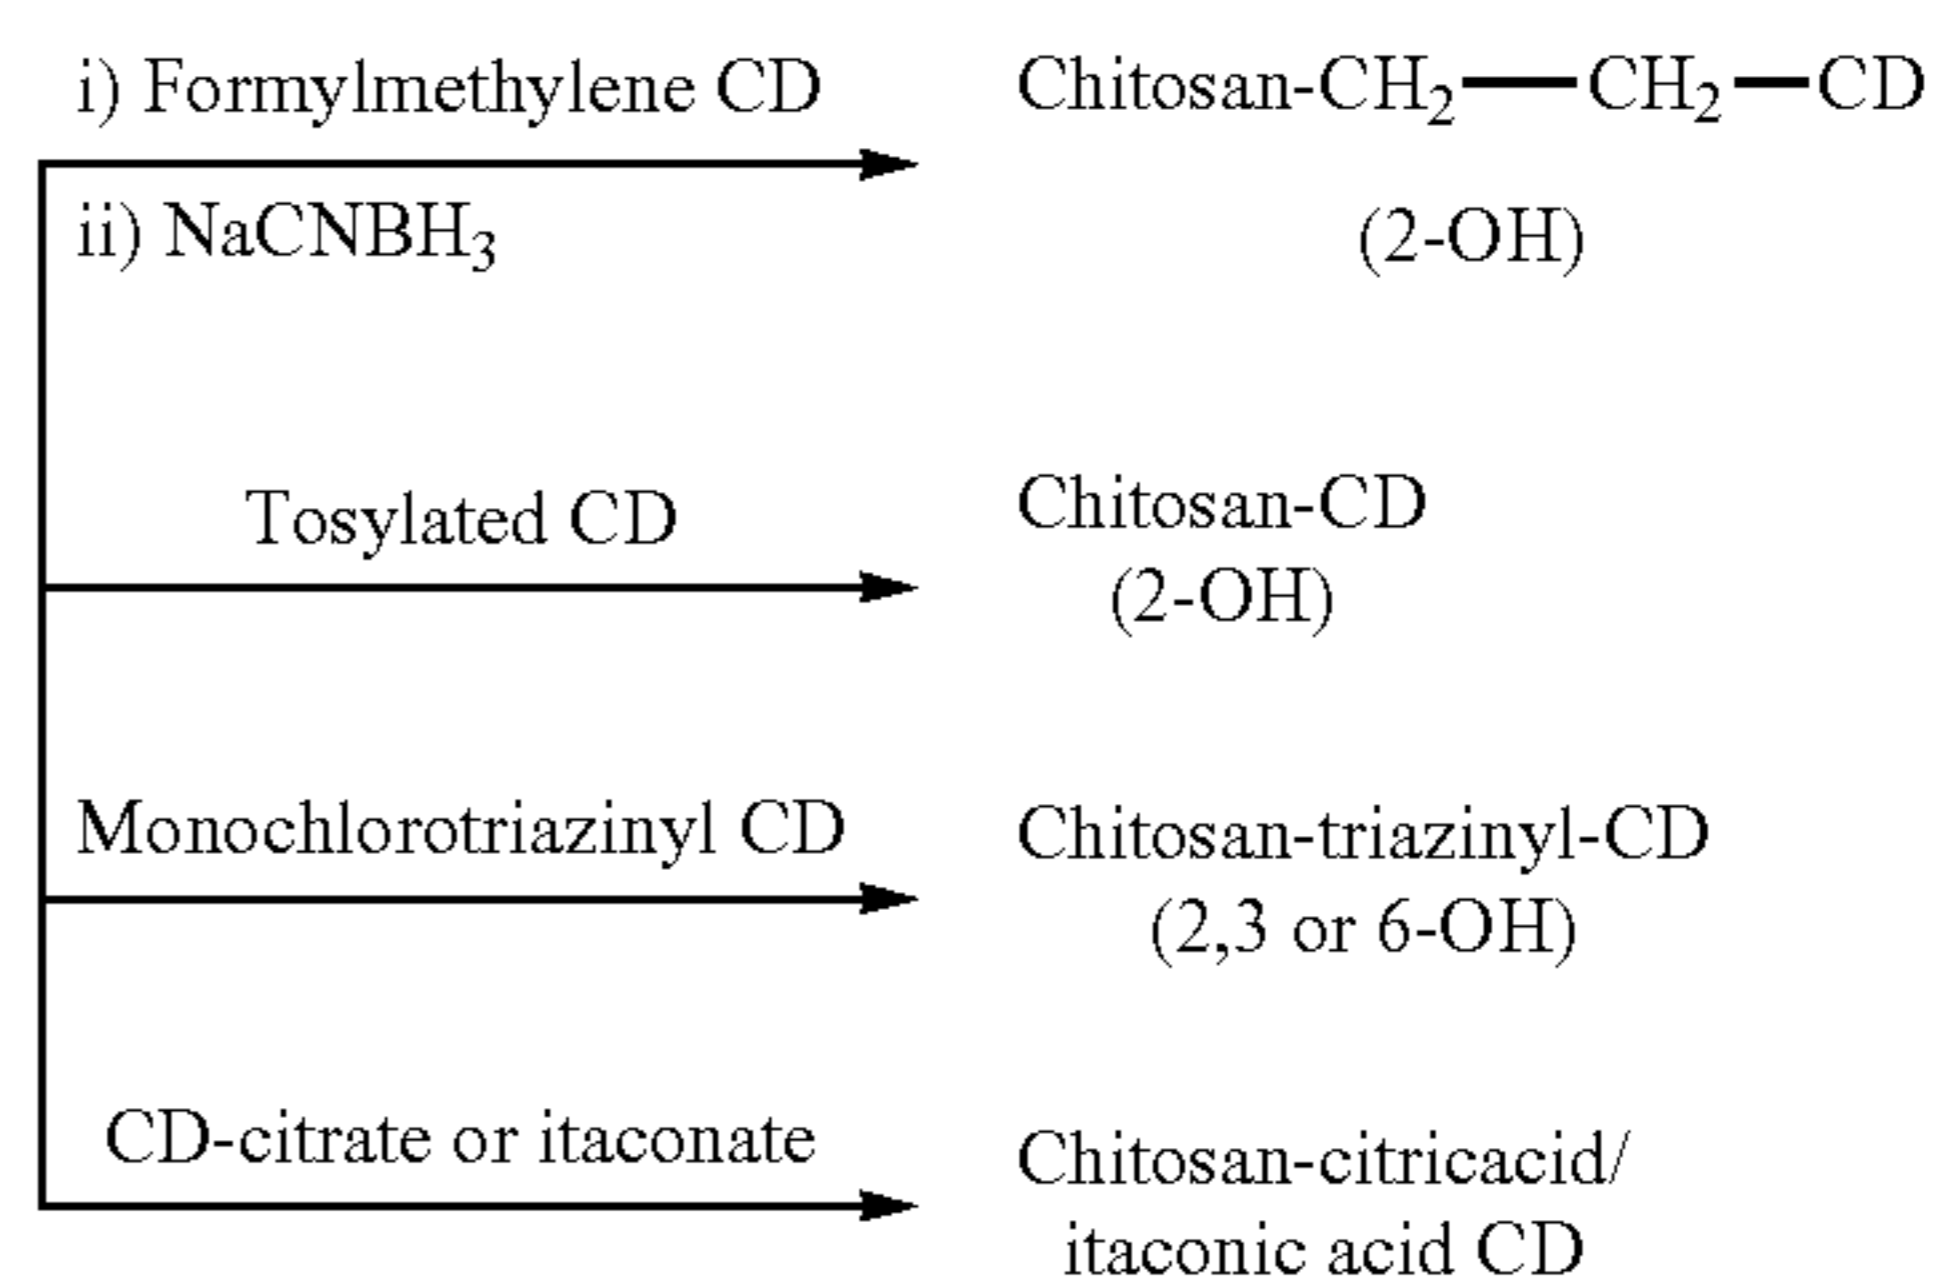 i) Formylmethylene CD
Chitosan-CH₂—CH₂—CD
ii) NaCNBH₃
(2-OH)
Tosylated CD
Chitosan-CD
(2-OH)
Monochlorotriazinyl CD
Chitosan-triazinyl-CD
(2,3 or 6-OH)
CD-citrate or itaconate
Chitosan-citricacid/
itaconic acid CD